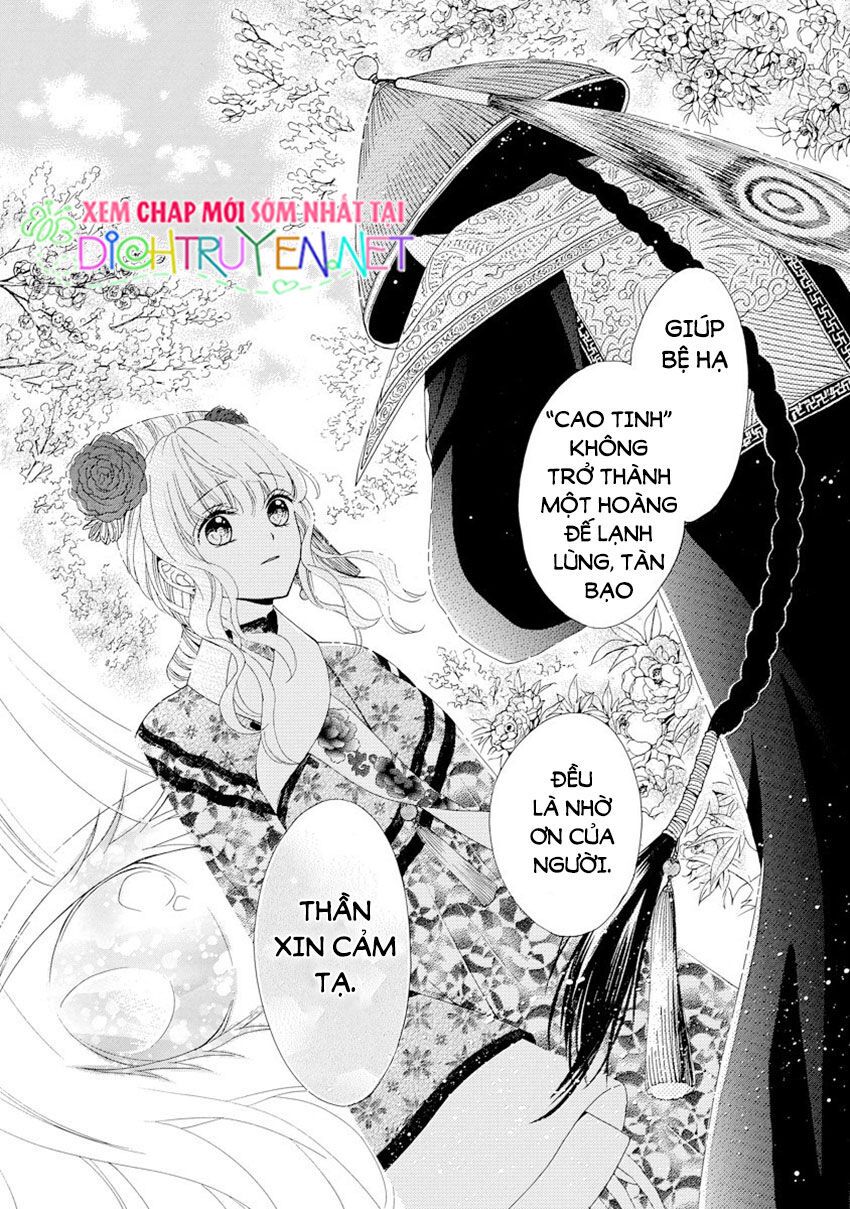 XEM CHAP MỚI SỚM NHẤT TẠI
DICHTRUYEN.NET
GIÚP
BỆ HẠ
“CAO TINH”
KHÔNG
TRỞ THÀNH
MỘT HOÀNG
ĐẾ LẠNH
LÙNG, TÀN
BẠO
ĐỀU
LÀ NHỜ
ƠN CỦA
NGƯỜI.
THẦN
XIN CẢM
TẠ.